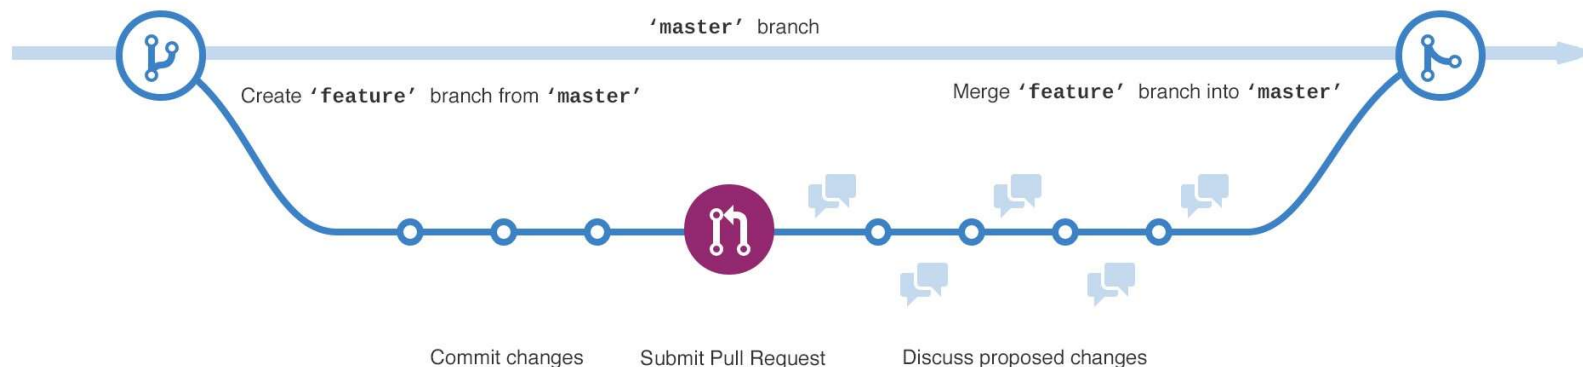 ‘master’ branch
Create ‘feature’ branch from ‘master’
Merge ‘feature’ branch into ‘master’
Commit changes
Submit Pull Request
Discuss proposed changes